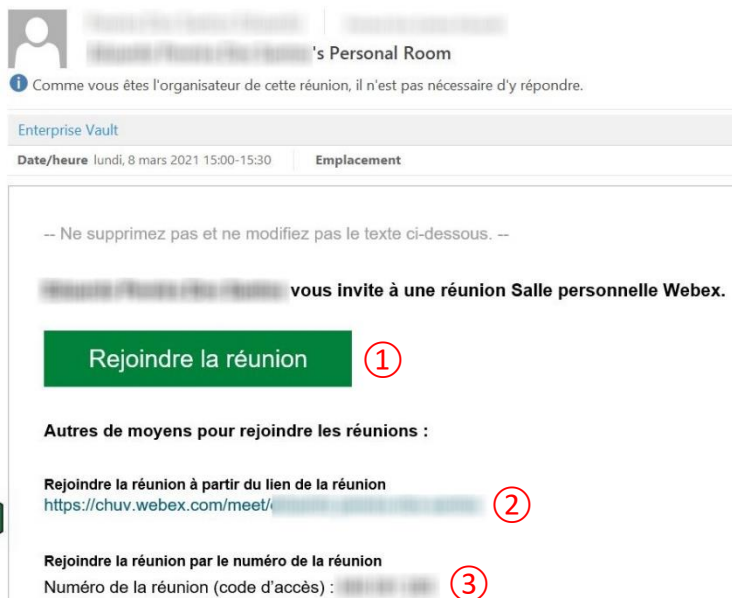 's Personal Room
Comme vous êtes l'organisateur de cette réunion, il n'est pas nécessaire d'y répondre.
Enterprise Vault
Date/heure lundi, 8 mars 2021 15:00-15:30 Emplacement
-- Ne supprimez pas et ne modifiez pas le texte ci-dessous. --
vous invite à une réunion Salle personnelle Webex.
Rejoindre la réunion ①
Autres de moyens pour rejoindre les réunions :
Rejoindre la réunion à partir du lien de la réunion
https://chuv.webex.com/meet/ ②
Rejoindre la réunion par le numéro de la réunion
Numéro de la réunion (code d'accès) : ③